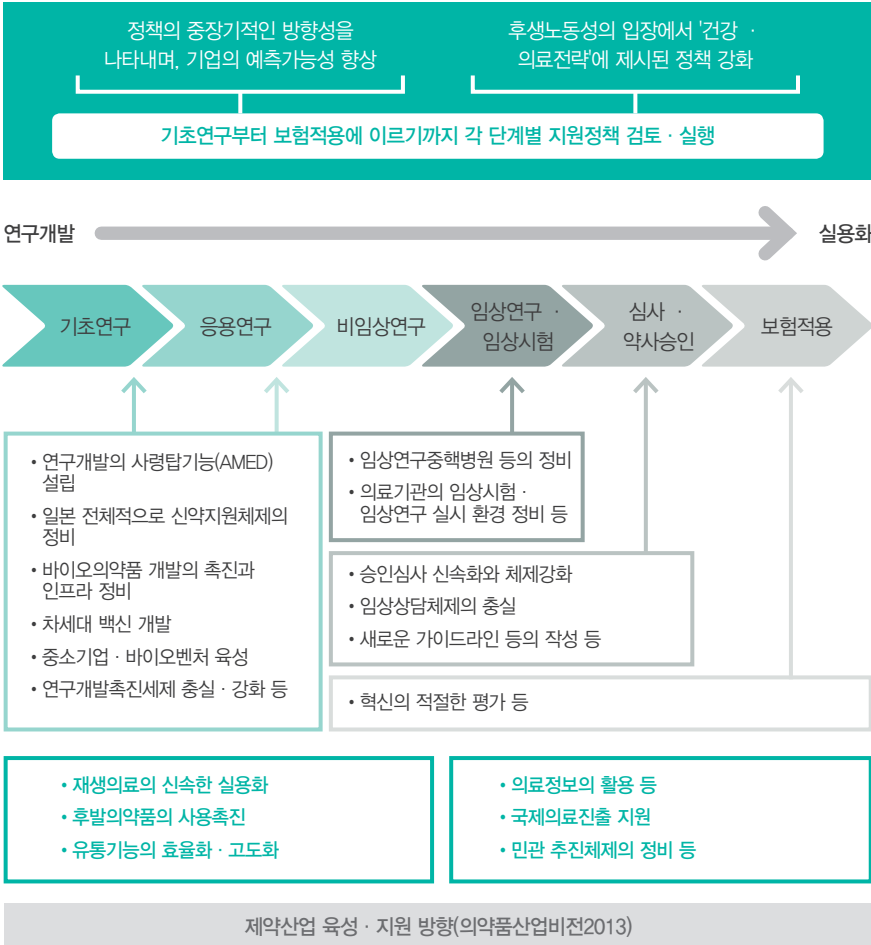 정책의 중장기적인 방향성을
나타내며, 기업의 예측가능성 향상
후생노동성의 입장에서 '건강 ·
의료전략'에 제시된 정책 강화
기초연구부터 보험적용에 이르기까지 각 단계별 지원정책 검토 · 실행
연구개발
실용화
기초연구
응용연구
비임상연구
임상연구 ·
임상시험
심사 ·
약사승인
보험적용
• 연구개발의 사령탑기능(AMED)
설립
• 일본 전체적으로 신약지원체제의
정비
• 바이오의약품 개발의 촉진과
인프라 정비
• 차세대 백신 개발
• 중소기업 · 바이오벤처 육성
• 연구개발촉진세제 충실 · 강화 등
• 임상연구중핵병원 등의 정비
• 의료기관의 임상시험 ·
임상연구 실시 환경 정비 등
• 승인심사 신속화와 체제강화
• 임상상담체제의 충실
• 새로운 가이드라인 등의 작성 등
• 혁신의 적절한 평가 등
• 재생의료의 신속한 실용화
• 후발의약품의 사용촉진
• 유통기능의 효율화 · 고도화
• 의료정보의 활용 등
• 국제의료진출 지원
• 민관 추진체제의 정비 등
제약산업 육성 · 지원 방향(의약품산업비전2013)